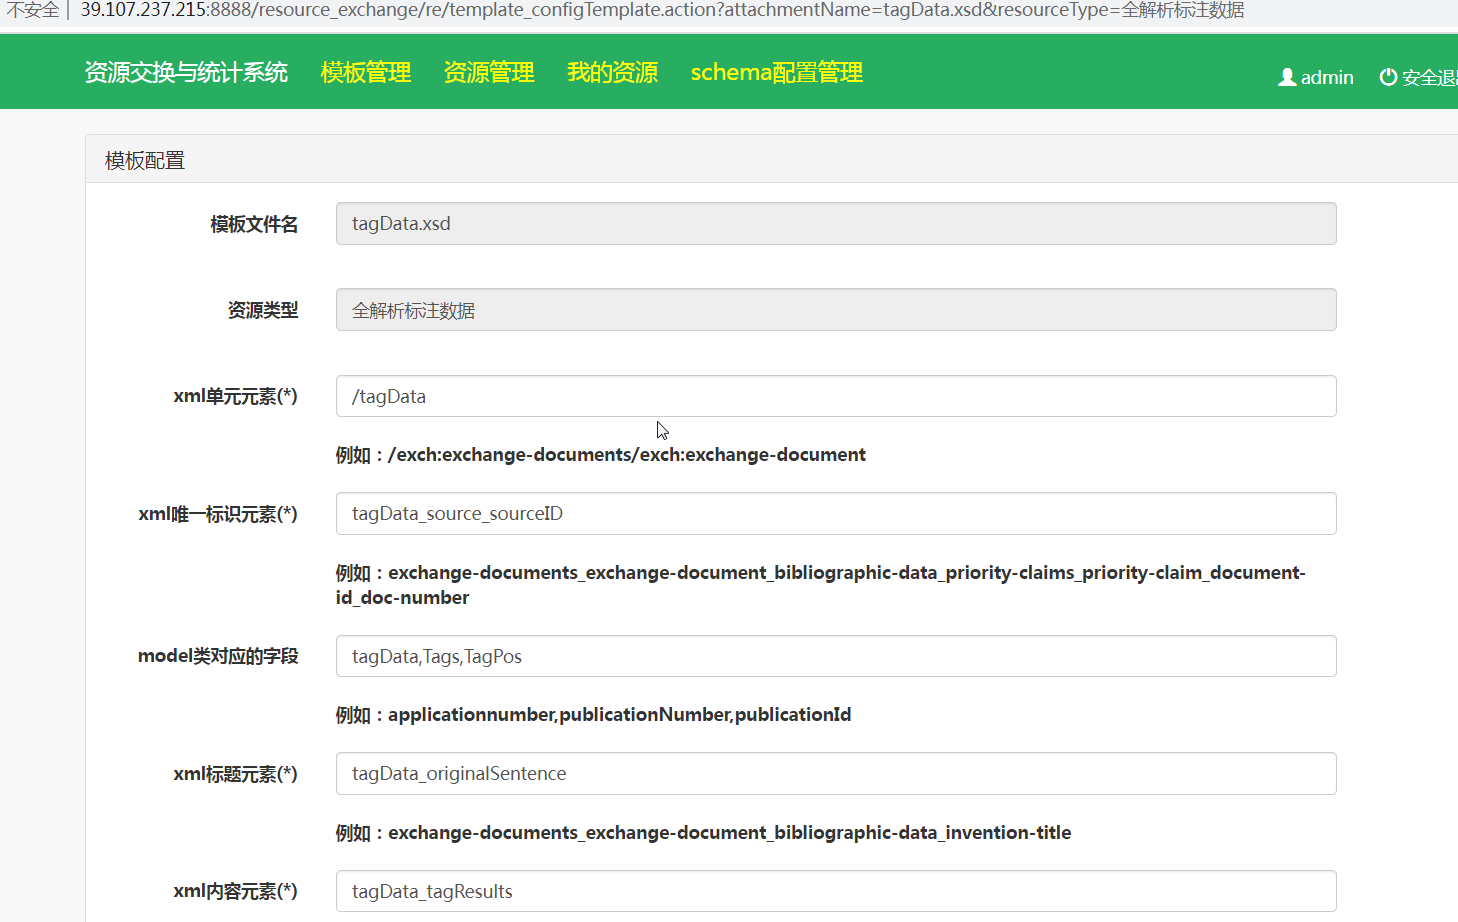 不安全 | 39.107.237.215:8888/resource_exchange/re/template_configTemplate.action?attachmentName=tagData.xsd&resourceType=全解析标注数据
资源交换与统计系统 模板管理 资源管理 我的资源 schema配置管理 admin 安全退
模板配置
模板文件名 tagData.xsd
资源类型 全解析标注数据
xml单元元素(*) /tagData
例如：/exch:exchange-documents/exch:exchange-document
xml唯一标识元素(*) tagData_source_sourceID
例如：exchange-documents_exchange-document_bibliographic-data_priority-claims_priority-claim_document-
id_doc-number
model类对应的字段 tagData,Tags,TagPos
例如：applicationnumber,publicationNumber,publicationId
xml标题元素(*) tagData_originalSentence
例如：exchange-documents_exchange-document_bibliographic-data_invention-title
xml内容元素(*) tagData_tagResults